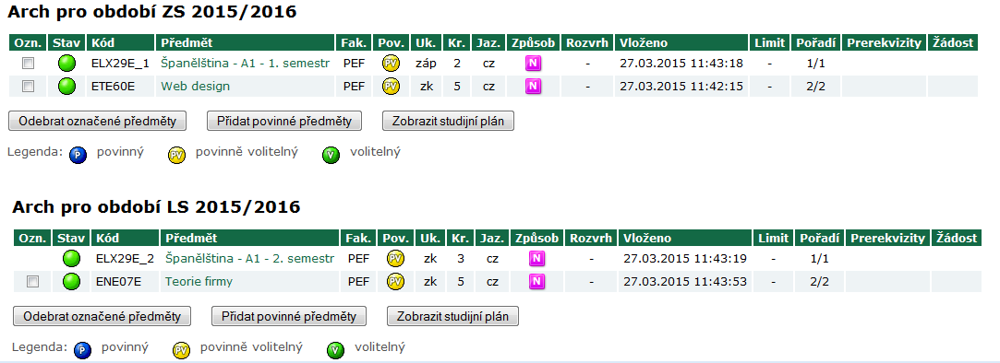 Arch pro období ZS 2015/2016
Ozn. Stav Kód Předmět Fak. Pov. Uk. Kr. Jaz. Způsob Rozvrh Vloženo Limit Pořadí Prerekvizity Žádost
ELX29E_1 Španělština - A1 - 1. semestr PEF PV záp 2 cz N - 27.03.2015 11:43:18 - 1/1
ETE60E Web design PEF PV zk 5 cz N - 27.03.2015 11:42:15 - 2/2
Odebrat označené předměty Přidat povinné předměty Zobrazit studijní plán
Legenda: P povinný PV povinně volitelný V volitelný
Arch pro období LS 2015/2016
Ozn. Stav Kód Předmět Fak. Pov. Uk. Kr. Jaz. Způsob Rozvrh Vloženo Limit Pořadí Prerekvizity Žádost
ELX29E_2 Španělština - A1 - 2. semestr PEF PV zk 3 cz N - 27.03.2015 11:43:19 - 1/1
ENE07E Teorie firmy PEF PV zk 5 cz N - 27.03.2015 11:43:53 - 2/2
Odebrat označené předměty Přidat povinné předměty Zobrazit studijní plán
Legenda: P povinný PV povinně volitelný V volitelný